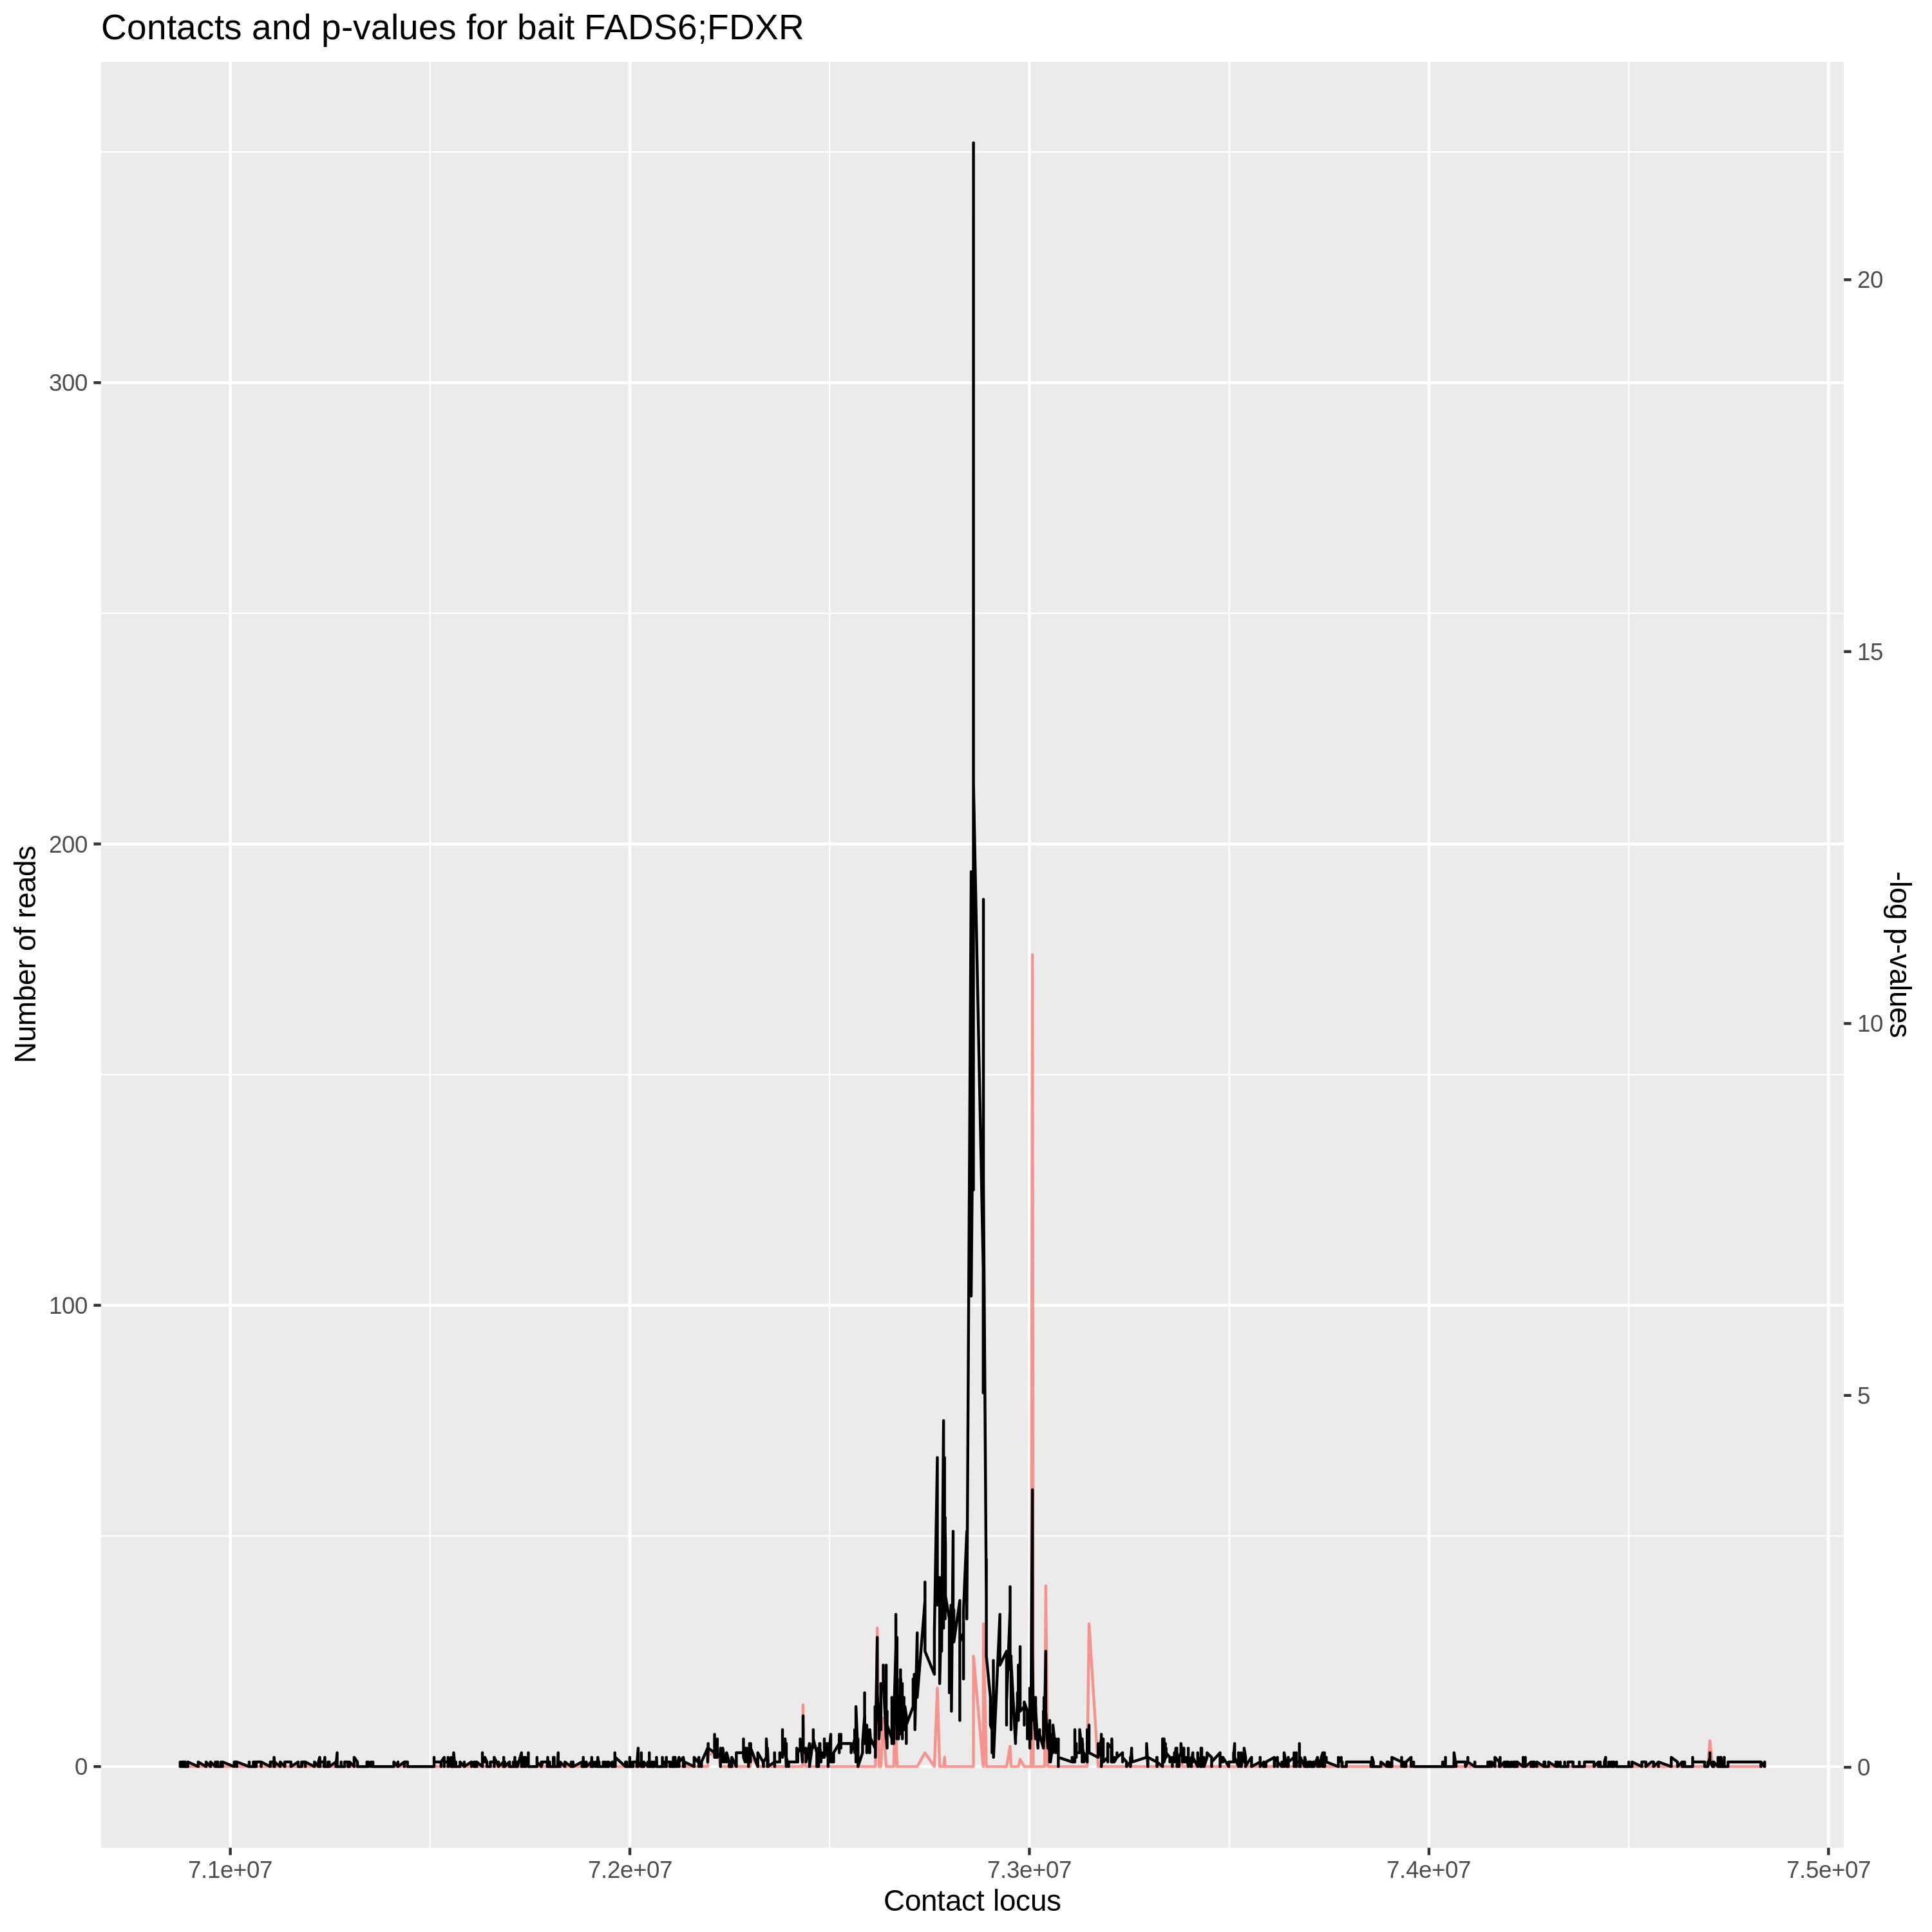 Contacts and p-values for bait FADS6;FDXR
300
200
100
0
Number of reads
20
15
10
5
0
-log p-values
7.1e+07
7.2e+07
7.3e+07
7.4e+07
7.5e+07
Contact locus